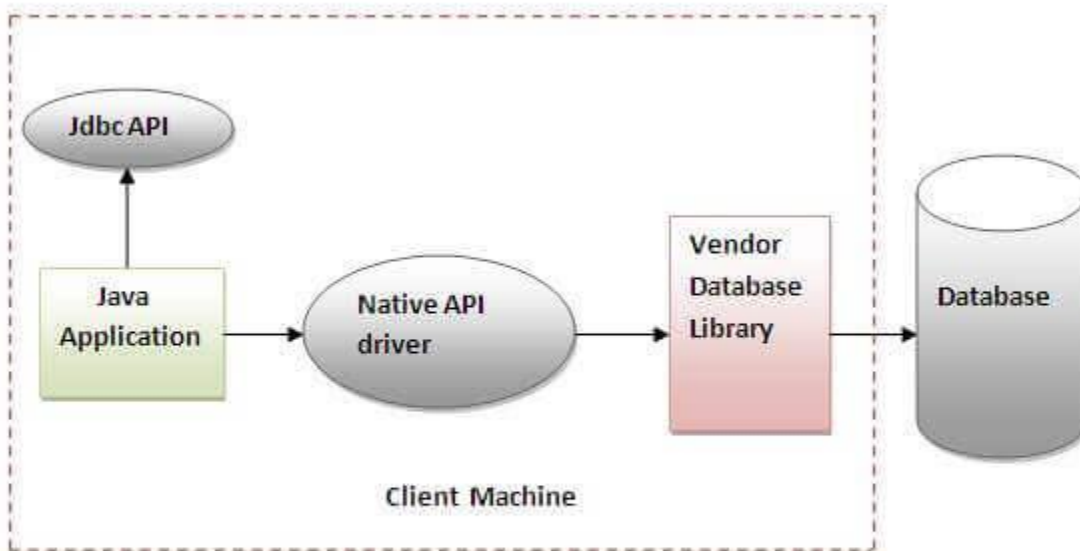 Jdbc API
Java
Application
Native API
driver
Vendor
Database
Library
Database
Client Machine